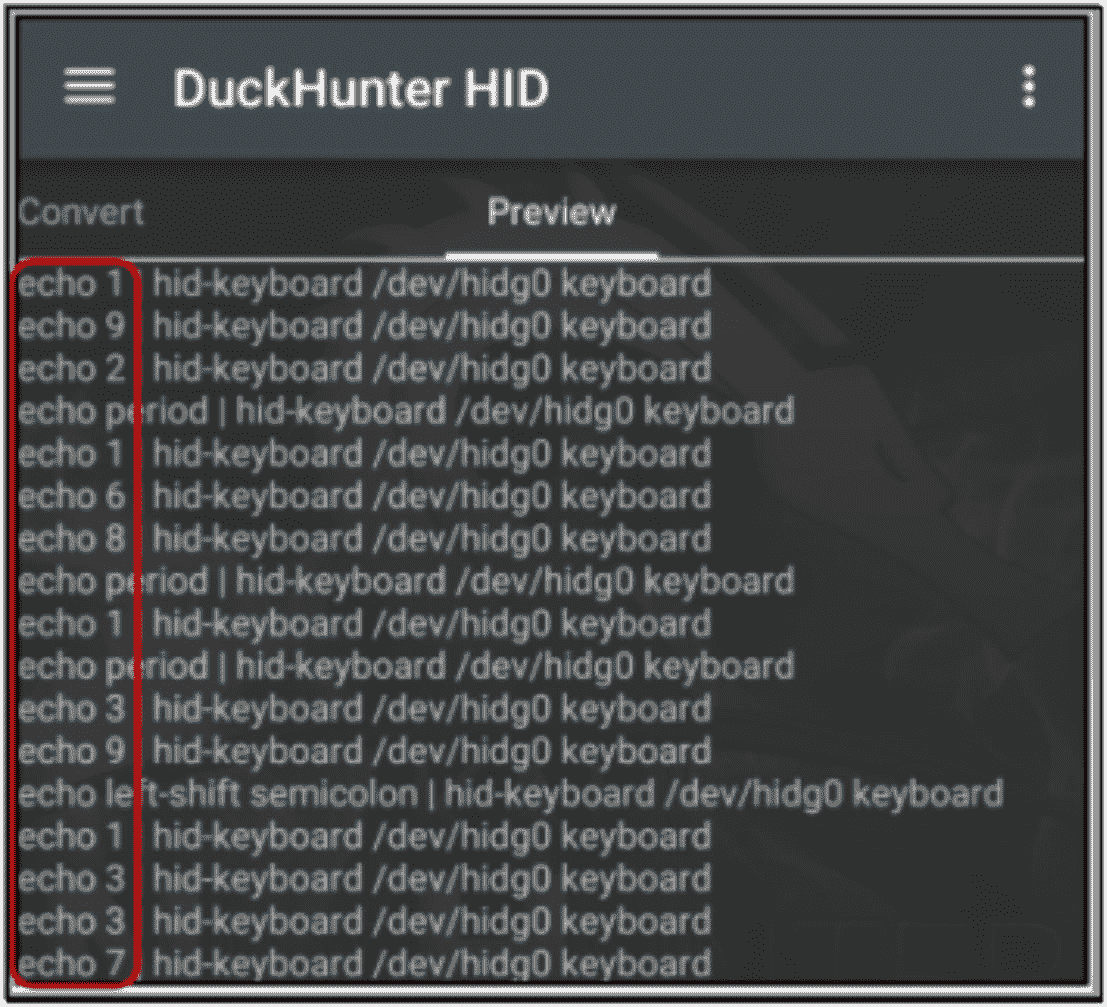 DuckHunter HID
Convert Preview
echo 1 | hid-keyboard /dev/hidg0 keyboard
echo 9 | hid-keyboard /dev/hidg0 keyboard
echo 2 | hid-keyboard /dev/hidg0 keyboard
echo period | hid-keyboard /dev/hidg0 keyboard
echo 1 | hid-keyboard /dev/hidg0 keyboard
echo 6 | hid-keyboard /dev/hidg0 keyboard
echo 8 | hid-keyboard /dev/hidg0 keyboard
echo period | hid-keyboard /dev/hidg0 keyboard
echo 1 | hid-keyboard /dev/hidg0 keyboard
echo period | hid-keyboard /dev/hidg0 keyboard
echo 3 | hid-keyboard /dev/hidg0 keyboard
echo 9 | hid-keyboard /dev/hidg0 keyboard
echo left-shift semicolon | hid-keyboard /dev/hidg0 keyboard
echo 1 | hid-keyboard /dev/hidg0 keyboard
echo 3 | hid-keyboard /dev/hidg0 keyboard
echo 3 | hid-keyboard /dev/hidg0 keyboard
echo 7 | hid-keyboard /dev/hidg0 keyboard